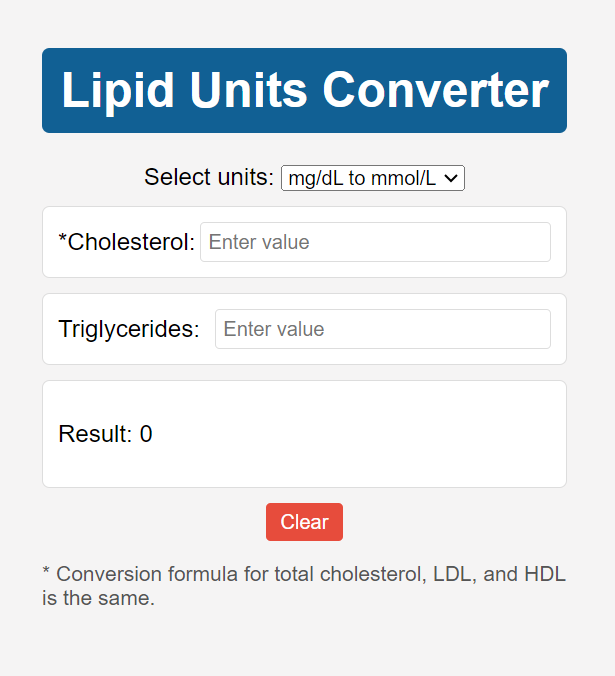 Lipid Units Converter
Select units: mg/dL to mmol/L
*Cholesterol: Enter value
Triglycerides: Enter value
Result: 0
Clear
* Conversion formula for total cholesterol, LDL, and HDL
is the same.